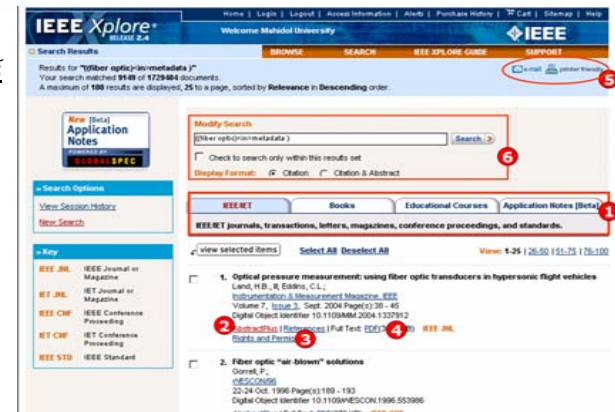 Home | Login | Logout | Access Information | Alerts | Purchase History | Cart | Sitemap | Help
IEEE Xplore®
RELEASE 2.4
Welcome Mahidol University
IEEE
Search Results
BROWSE SEARCH IEEE XPLORE GUIDE SUPPORT
Results for "((fiber optic)<in>metadata )"
Your search matched 9149 of 1729484 documents.
A maximum of 100 results are displayed, 25 to a page, sorted by Relevance in Descending order.
e-mail printer friendly
5
New [Beta]
Application
Notes
POWERED BY
GLOBALSPEC
Modify Search
((fiber optic)<in>metadata )
Search
6
Check to search only within this results set
Display Format: Citation Citation & Abstract
» Search Options
View Session History
New Search
IEEE/IET Books Educational Courses Application Notes [Beta]
1
IEEE/IET journals, transactions, letters, magazines, conference proceedings, and standards.
» Key
IEEE JNL IEEE Journal or Magazine
IET JNL IET Journal or Magazine
IEEE CNF IEEE Conference Proceeding
IET CNF IET Conference Proceeding
IEEE STD IEEE Standard
view selected items Select All Deselect All View: 1-25 | 26-50 | 51-75 | 76-100
1. Optical pressure measurement: using fiber optic transducers in hypersonic flight vehicles
Land, H.B., II; Eddins, C.L.;
Instrumentation & Measurement Magazine, IEEE
Volume 7, Issue 3, Sept. 2004 Page(s):38 - 45
Digital Object Identifier 10.1109/MIM.2004.1337912
2
AbstractPlus | References | Full Text: PDF
4
IEEE JNL
Rights and
3
2. Fiber optic "air-blown" solutions
Gorrell, P.;
WESCON/96
22-24 Oct. 1996 Page(s):189 - 193
Digital Object Identifier 10.1109/WESCON.1996.553986